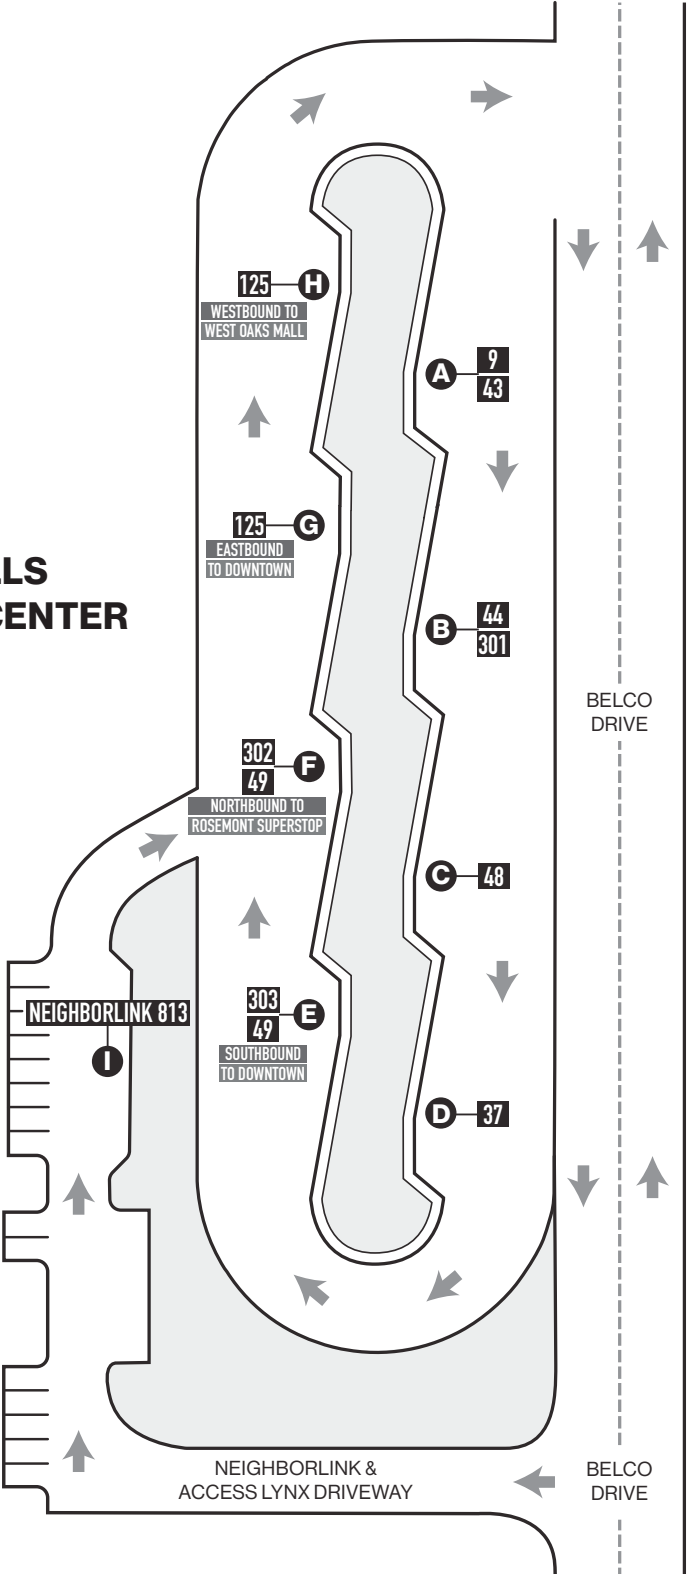 125 H
WESTBOUND TO
WEST OAKS MALL
A 9
43
125 G
EASTBOUND
TO DOWNTOWN
LLS
CENTER
B 44
301
BELCO
DRIVE
302 F
49
NORTHBOUND TO
ROSEMONT SUPERSTOP
C 48
NEIGHBORLINK 813
I
303 E
49
SOUTHBOUND
TO DOWNTOWN
D 37
NEIGHBORLINK &
ACCESS LYNX DRIVEWAY
BELCO
DRIVE